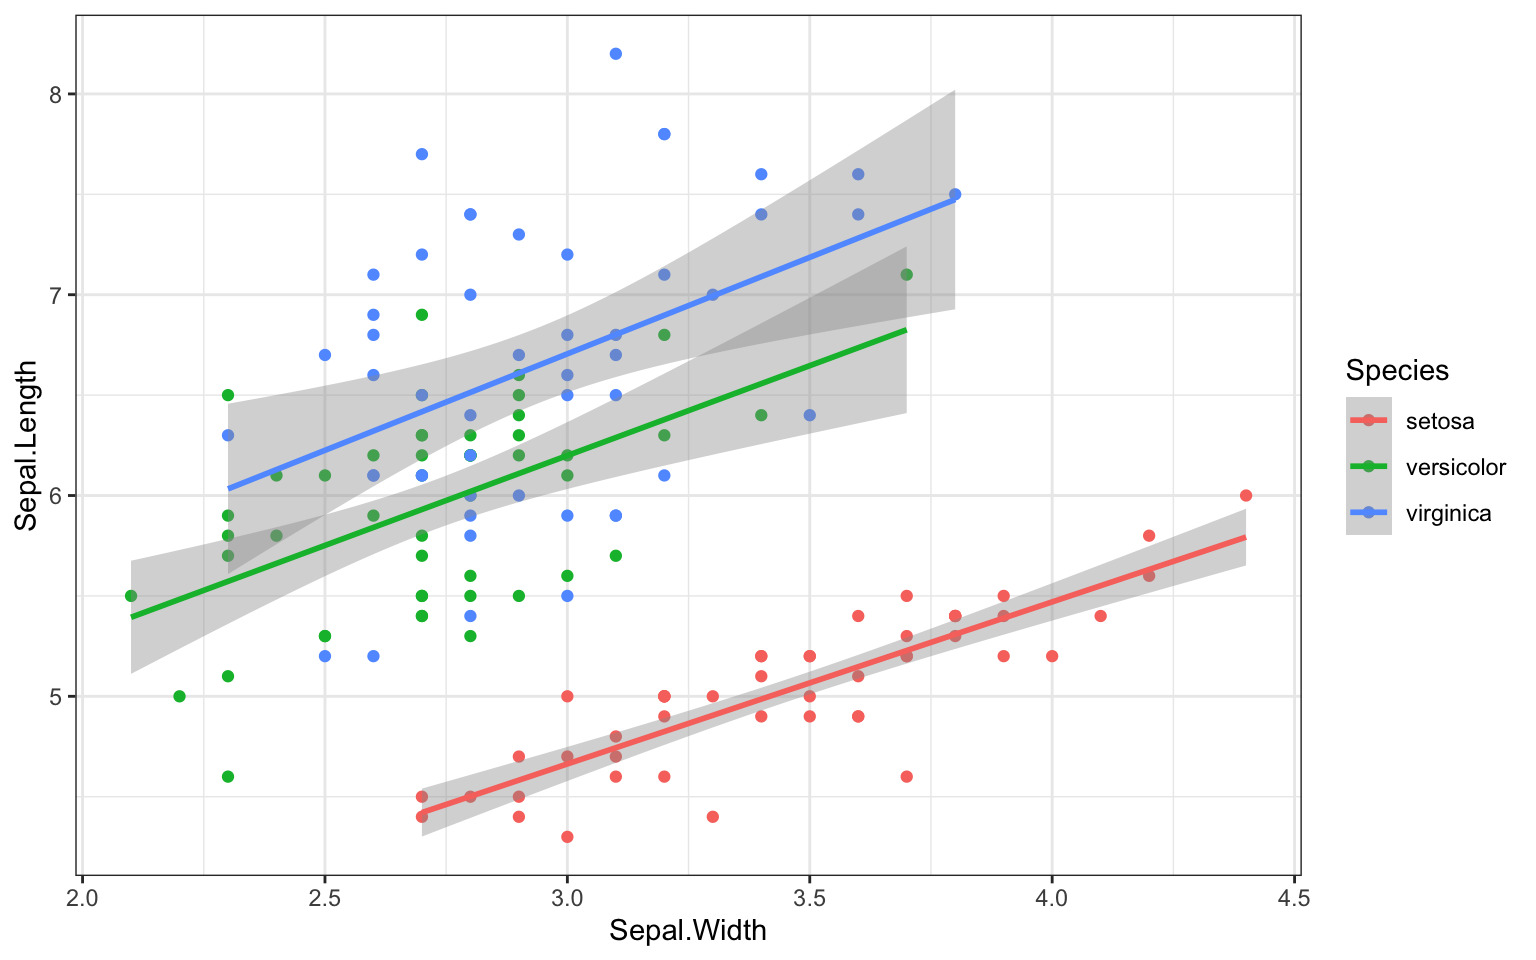 Sepal.Length
8
7
6
5
2.0 2.5 3.0 3.5 4.0 4.5
Sepal.Width
Species
setosa
versicolor
virginica